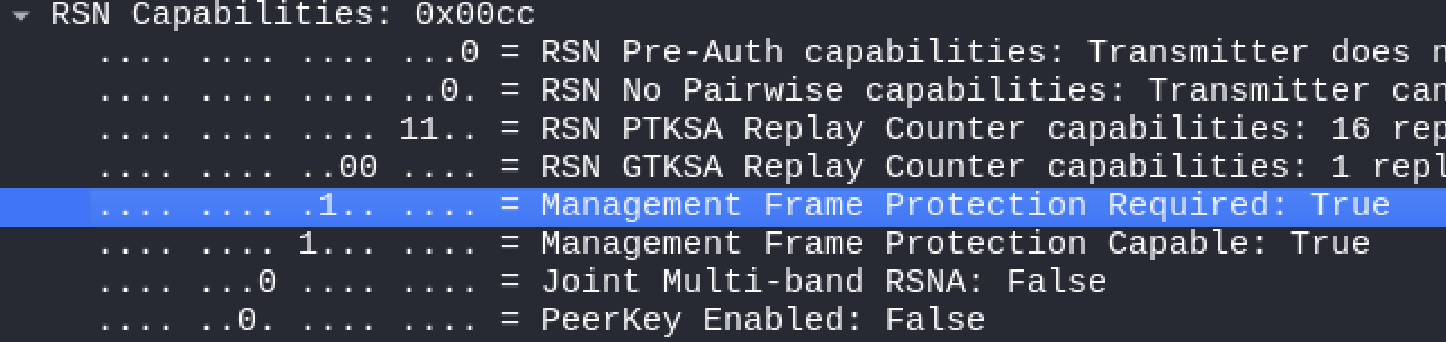 RSN Capabilities: 0x00cc
.... .... .... ...0 = RSN Pre-Auth capabilities: Transmitter does
.... .... .... ..0. = RSN No Pairwise capabilities: Transmitter can
.... .... .... 11.. = RSN PTKSA Replay Counter capabilities: 16
.... .... ..00 .... = RSN GTKSA Replay Counter capabilities: 1
.... .... .1.. .... = Management Frame Protection Required: True
.... .... 1... .... = Management Frame Protection Capable: True
.... ...0 .... .... = Joint Multi-band RSNA: False
.... ..0. .... .... = PeerKey Enabled: False